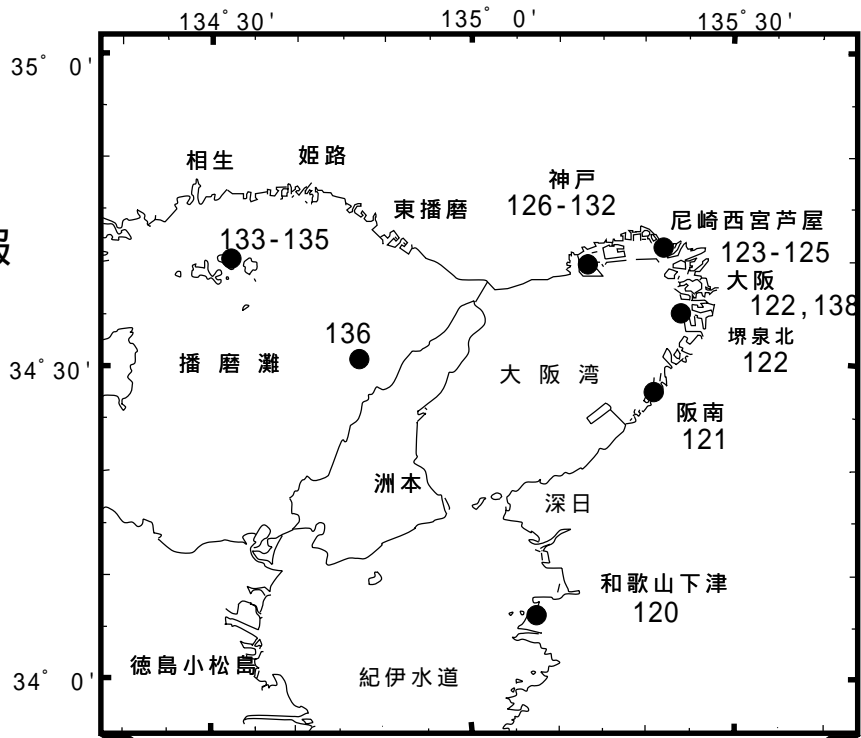 134° 30'
135° 0'
135° 30'
35° 0'
相生
姫路
神戸
126-132
東播磨
尼崎西宮芦屋
123-125
報
133-135
大阪
122,138
136
堺泉北
122
34° 30'
播磨灘
大阪湾
阪南
121
洲本
深日
和歌山下津
120
34° 0'
徳島小松島
紀伊水道